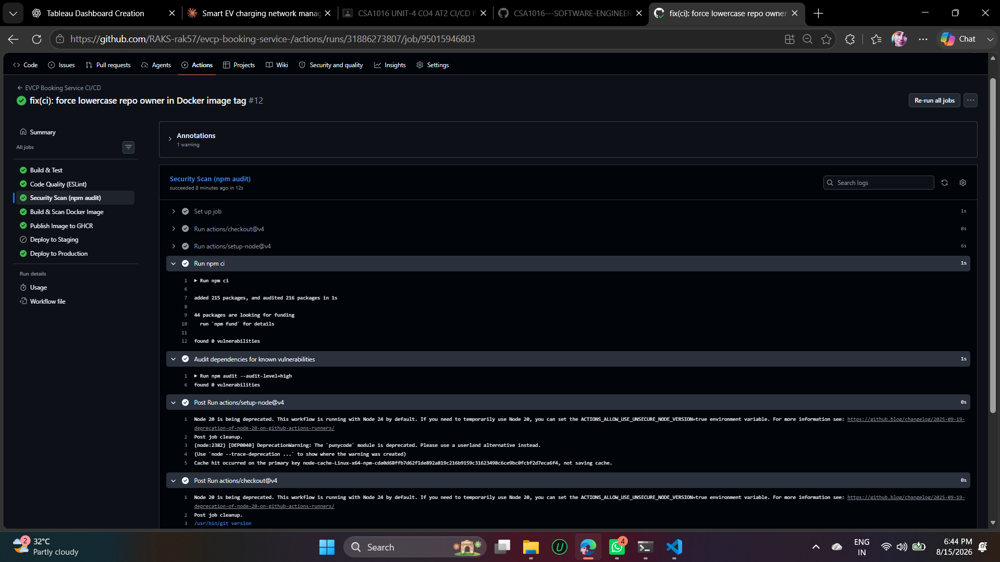 Tableau Dashboard Creation
Smart EV charging network manag
CSA1016 UNIT-4 CO4 AT2 CI/CD P
CSA1016---SOFTWARE-ENGINEER
fix(ci): force lowercase repo owner
https://github.com/RAKS-rak57/evcp-booking-service-/actions/runs/31886273807/job/95015946803
Chat
Code
Issues
Pull requests
Agents
Actions
Projects
Wiki
Security and quality
Insights
Settings
EVCP Booking Service CI/CD
fix(ci): force lowercase repo owner in Docker image tag #12
Re-run all jobs
Summary
All jobs
Build & Test
Code Quality (ESLint)
Security Scan (npm audit)
Build & Scan Docker Image
Publish Image to GHCR
Deploy to Staging
Deploy to Production
Run details
Usage
Workflow file
Annotations
1 warning
Security Scan (npm audit)
succeeded 8 minutes ago in 12s
Search logs
Set up job 1s
Run actions/checkout@v4 0s
Run actions/setup-node@v4 6s
Run npm ci 1s
1 Run npm ci
6
7 added 215 packages, and audited 216 packages in 1s
8
9 44 packages are looking for funding
10 run `npm fund` for details
11
12 found 0 vulnerabilities
Audit dependencies for known vulnerabilities 1s
1 Run npm audit --audit-level=high
6 found 0 vulnerabilities
Post Run actions/setup-node@v4 0s
1 Node 20 is being deprecated. This workflow is running with Node 24 by default. If you need to temporarily use Node 20, you can set the ACTIONS_ALLOW_USE_UNSECURE_NODE_VERSION=true environment variable. For more information see: https://github.blog/changelog/2025-09-19-
deprecation-of-node-20-on-github-actions-runners/
2 Post job cleanup.
3 (node:2382) [DEP0040] DeprecationWarning: The `punycode` module is deprecated. Please use a userland alternative instead.
4 (Use `node --trace-deprecation ...` to show where the warning was created)
5 Cache hit occurred on the primary key node-cache-Linux-x64-npm-cda0d68ffb7d62f1de892a819c216b9159c31623498c6ce9bc0fcbf2d7eca6f4, not saving cache.
Post Run actions/checkout@v4 0s
1 Node 20 is being deprecated. This workflow is running with Node 24 by default. If you need to temporarily use Node 20, you can set the ACTIONS_ALLOW_USE_UNSECURE_NODE_VERSION=true environment variable. For more information see: https://github.blog/changelog/2025-09-19-
deprecation-of-node-20-on-github-actions-runners/
2 Post job cleanup.
3 /usr/bin/git version
2
32°C
Partly cloudy
Search
4
ENG
IN
6:44 PM
8/15/2026